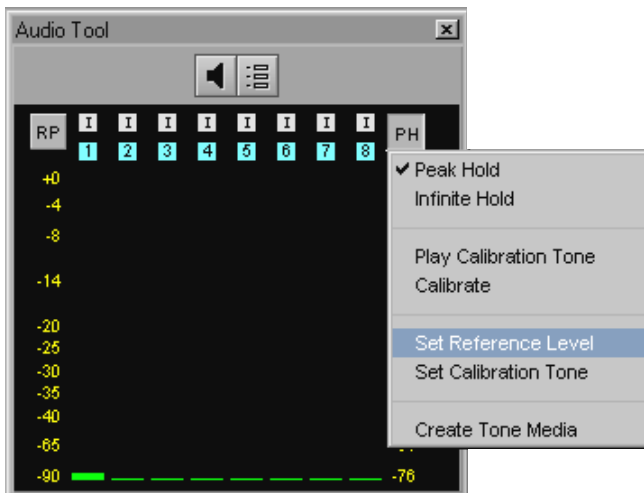 Audio Tool
RP I I I I I I I I PH
1 2 3 4 5 6 7 8
Peak Hold
Infinite Hold
Play Calibration Tone
Calibrate
Set Reference Level
Set Calibration Tone
Create Tone Media
+0
-4
-8
-14
-20
-25
-30
-35
-40
-65
-90
-76